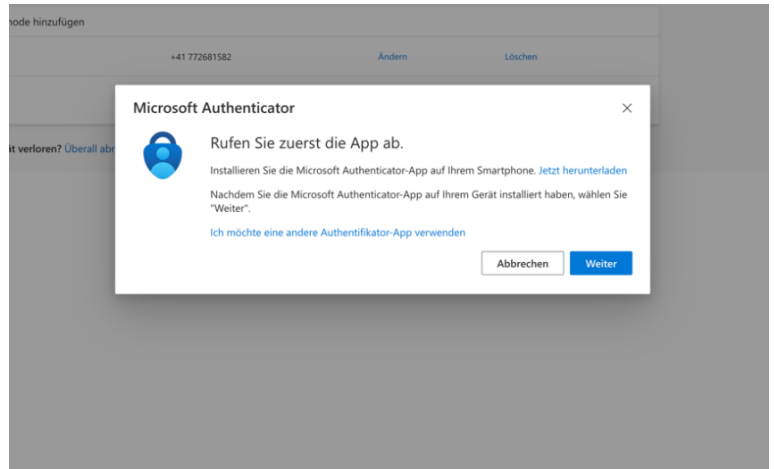 node hinzufügen
+41 772681582 Ändern Löschen
Microsoft Authenticator
Rufen Sie zuerst die App ab.
Installieren Sie die Microsoft Authenticator-App auf Ihrem Smartphone. Jetzt herunterladen
Nachdem Sie die Microsoft Authenticator-App auf Ihrem Gerät installiert haben, wählen Sie
"Weiter".
Ich möchte eine andere Authentifikator-App verwenden
Abbrechen Weiter
ät verloren? Überall abr